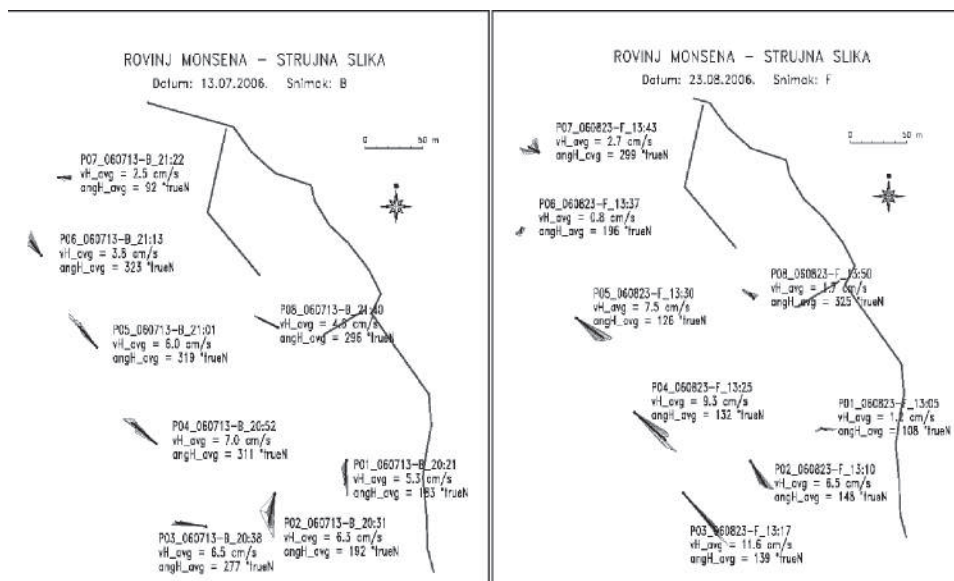 ROVINJ MONSENA – STRUJNA SLIKA
Datum: 13.07.2006. Snimak: B
0 50 m
P07_060713-B_21:22
vH_avg = 2.5 cm/s
angH_avg = 92 °trueN
P06_060713-B_21:13
vH_avg = 3.6 cm/s
angH_avg = 323 °trueN
P05_060713-B_21:01
vH_avg = 6.0 cm/s
angH_avg = 319 °trueN
P08_060713-B_21:40
vH_avg = cm/s
angH_avg = 296 °trueN
P04_060713-B_20:52
vH_avg = 7.0 cm/s
angH_avg = 311 °trueN
P01_060713-B_20:21
vH_avg = 5.3 cm/s
angH_avg = °trueN
P02_060713-B_20:31
vH_avg = 6.3 cm/s
angH_avg = 192 °trueN
P03_060713-B_20:38
vH_avg = 6.5 cm/s
angH_avg = 277 °trueN
ROVINJ MONSENA – STRUJNA SLIKA
Datum: 23.08.2006. Snimak: F
0 50 m
P07_060823-F_13:43
vH_avg = 2.7 cm/s
angH_avg = 299 °trueN
P06_060823-F_13:37
vH_avg = 0.8 cm/s
angH_avg = 196 °trueN
P08_060823-F_13:50
vH_avg = cm/s
angH_avg = 325 °trueN
P05_060823-F_13:30
vH_avg = 7.5 cm/s
angH_avg = 126 °trueN
P04_060823-F_13:25
vH_avg = 9.3 cm/s
angH_avg = 132 °trueN
P01_060823-F_13:05
vH_avg = cm/s
angH_avg = 108 °trueN
P02_060823-F_13:10
vH_avg = 6.5 cm/s
angH_avg = °trueN
P03_060823-F_13:17
vH_avg = 11.6 cm/s
angH_avg = 139 °trueN